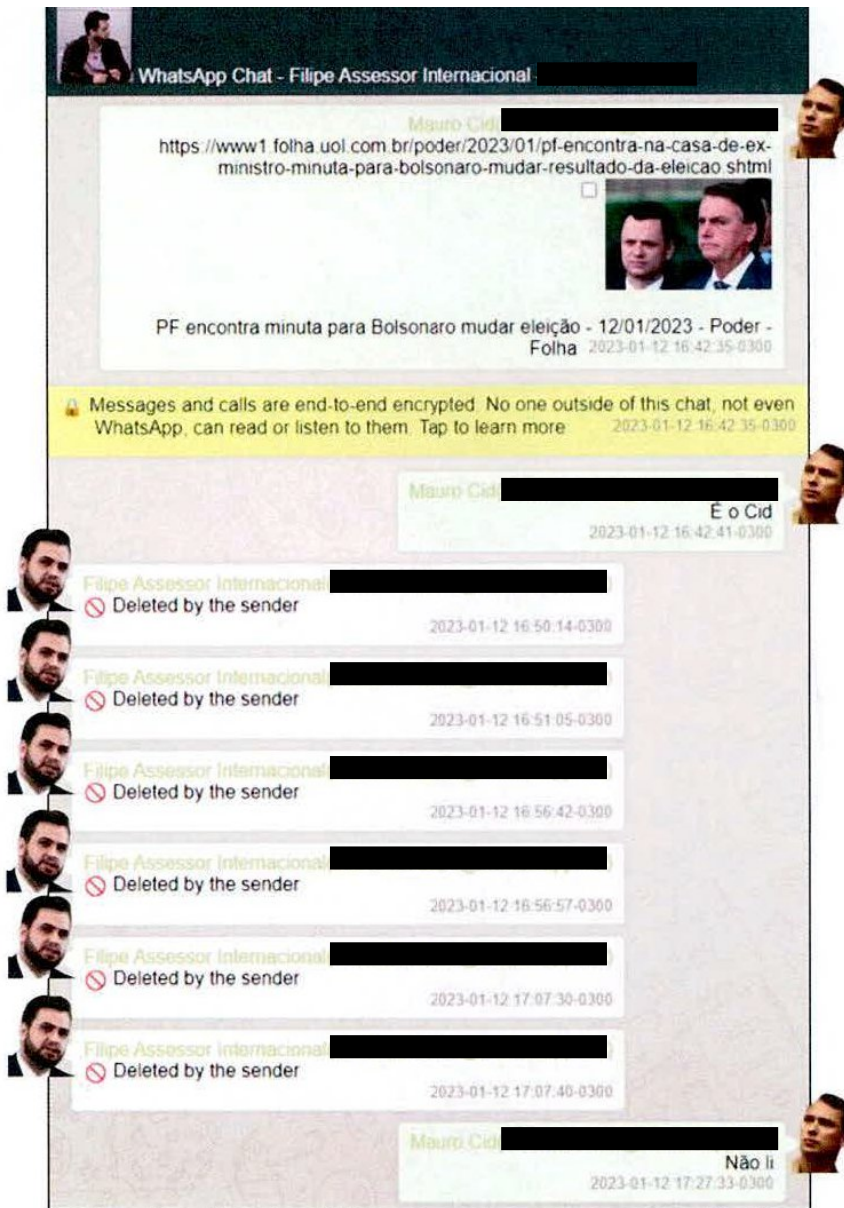 WhatsApp Chat - Filipe Assessor Internacional
Mauro Cid
https://www1.folha.uol.com.br/poder/2023/01/pf-encontra-na-casa-de-ex-
ministro-minuta-para-bolsonaro-mudar-resultado-da-eleicao.shtml
PF encontra minuta para Bolsonaro mudar eleição - 12/01/2023 - Poder -
Folha 2023-01-12 16:42:35-0300
Messages and calls are end-to-end encrypted. No one outside of this chat, not even
WhatsApp, can read or listen to them. Tap to learn more 2023-01-12 16:42:35-0300
Mauro Cid
É o Cid
2023-01-12 16:42:41-0300
Filipe Assessor Internacional
Deleted by the sender
2023-01-12 16:50:14-0300
Filipe Assessor Internacional
Deleted by the sender
2023-01-12 16:51:05-0300
Filipe Assessor Internacional
Deleted by the sender
2023-01-12 16:56:42-0300
Filipe Assessor Internacional
Deleted by the sender
2023-01-12 16:56:57-0300
Filipe Assessor Internacional
Deleted by the sender
2023-01-12 17:07:30-0300
Filipe Assessor Internacional
Deleted by the sender
2023-01-12 17:07:40-0300
Mauro Cid
Não li
2023-01-12 17:27:33-0300